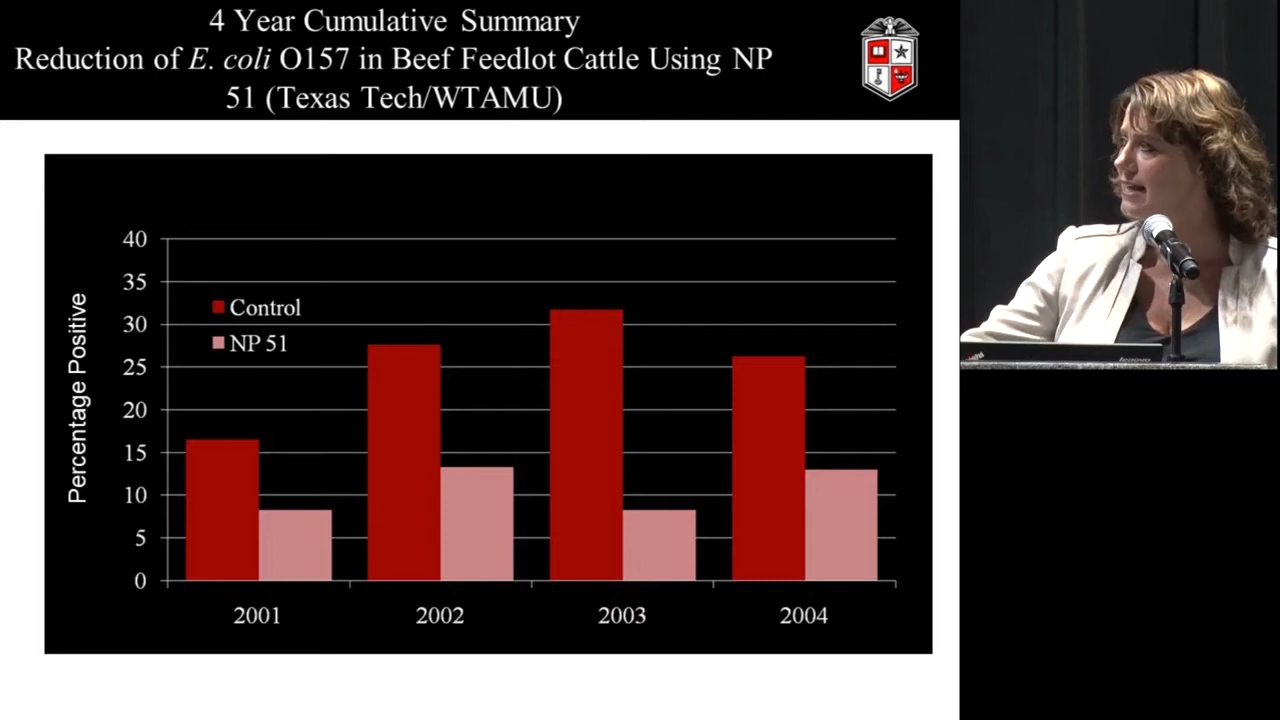 4 Year Cumulative Summary
Reduction of E. coli O157 in Beef Feedlot Cattle Using NP
51 (Texas Tech/WTAMU)
40
35
30
25
20
15
10
5
0
Percentage Positive
Control
NP 51
2001
2002
2003
2004